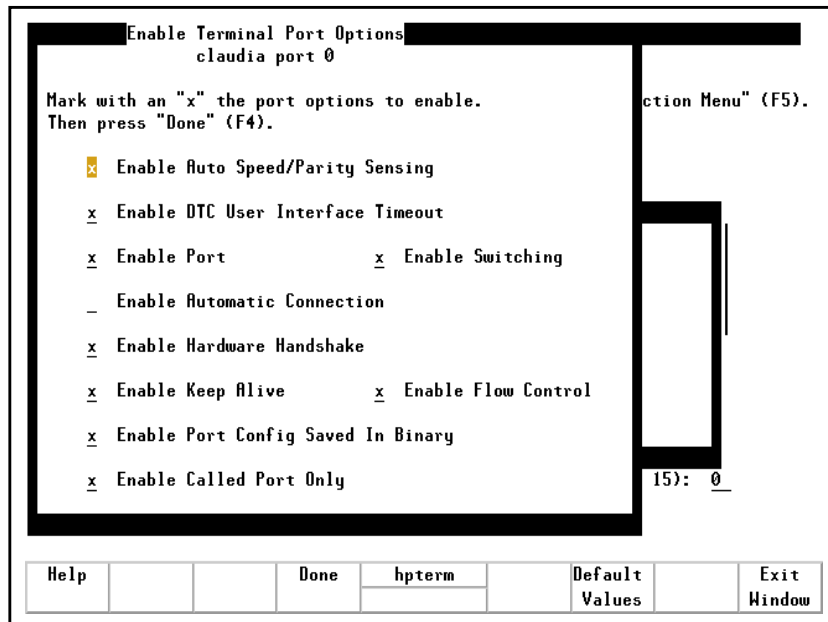 Enable Terminal Port Options
claudia port 0
Mark with an "x" the port options to enable.
Then press "Done" (F4).
ction Menu" (F5).
x Enable Auto Speed/Parity Sensing
x Enable DTC User Interface Timeout
x Enable Port x Enable Switching
_ Enable Automatic Connection
x Enable Hardware Handshake
x Enable Keep Alive x Enable Flow Control
x Enable Port Config Saved In Binary
x Enable Called Port Only
15): 0_
Help Done hpterm Default Values Exit Window